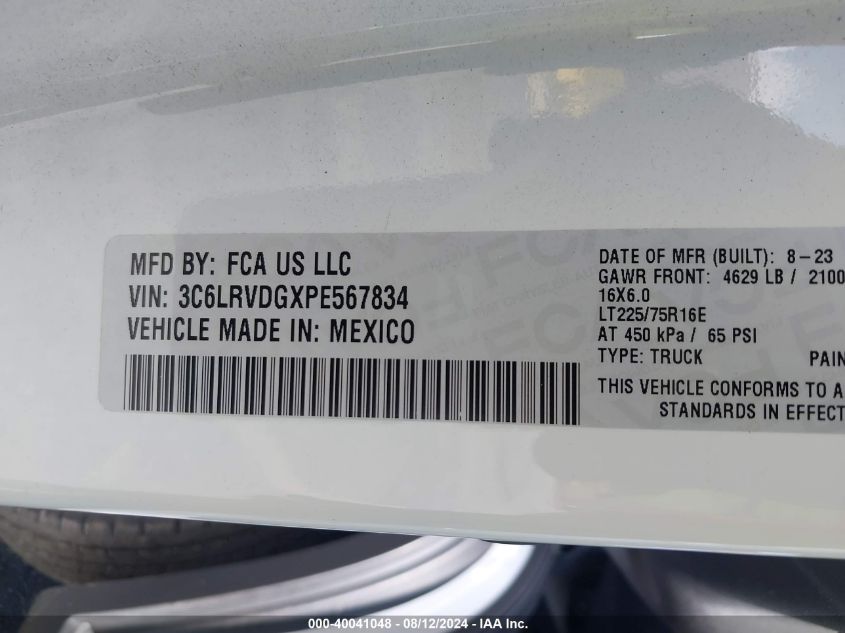 MFD BY: FCA US LLC
VIN: 3C6LRVDGXPE567834
VEHICLE MADE IN: MEXICO
DATE OF MFR (BUILT): 8-23
GAWR FRONT: 4629 LB / 2100
16X6.0
LT225/75R16E
AT 450 kPa / 65 PSI
TYPE: TRUCK PAIN
THIS VEHICLE CONFORMS TO A
STANDARDS IN EFFECT
000-40041048 - 08/12/2024 - IAA Inc.